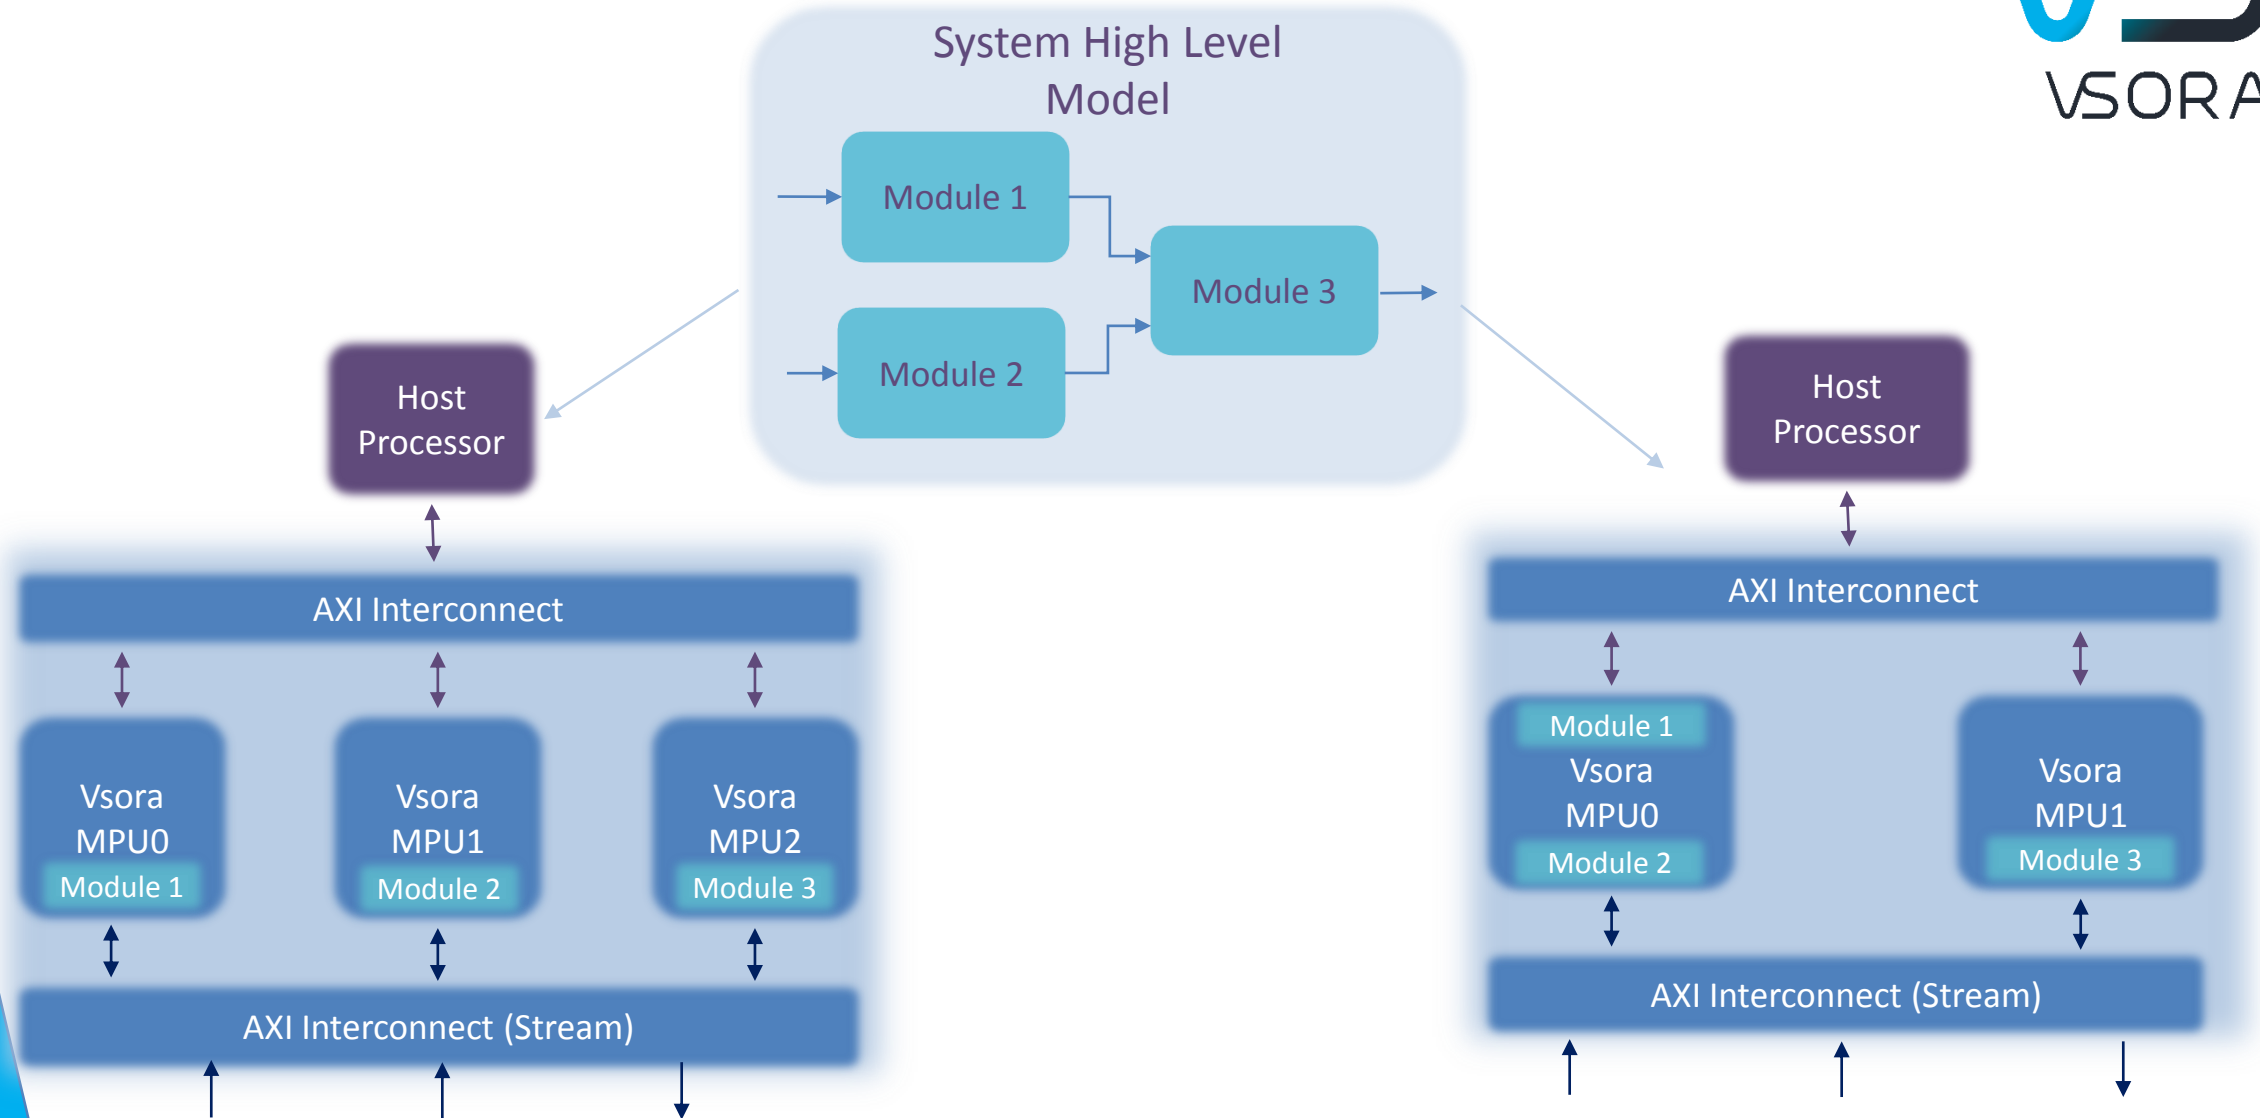 System High Level
Model
VSORA
Module 1
Module 2
Module 3
Host
Processor
AXI Interconnect
Vsora
MPU0
Module 1
Vsora
MPU1
Module 2
Vsora
MPU2
Module 3
AXI Interconnect (Stream)
Host
Processor
AXI Interconnect
Module 1
Vsora
MPU0
Module 2
Vsora
MPU1
Module 3
AXI Interconnect (Stream)